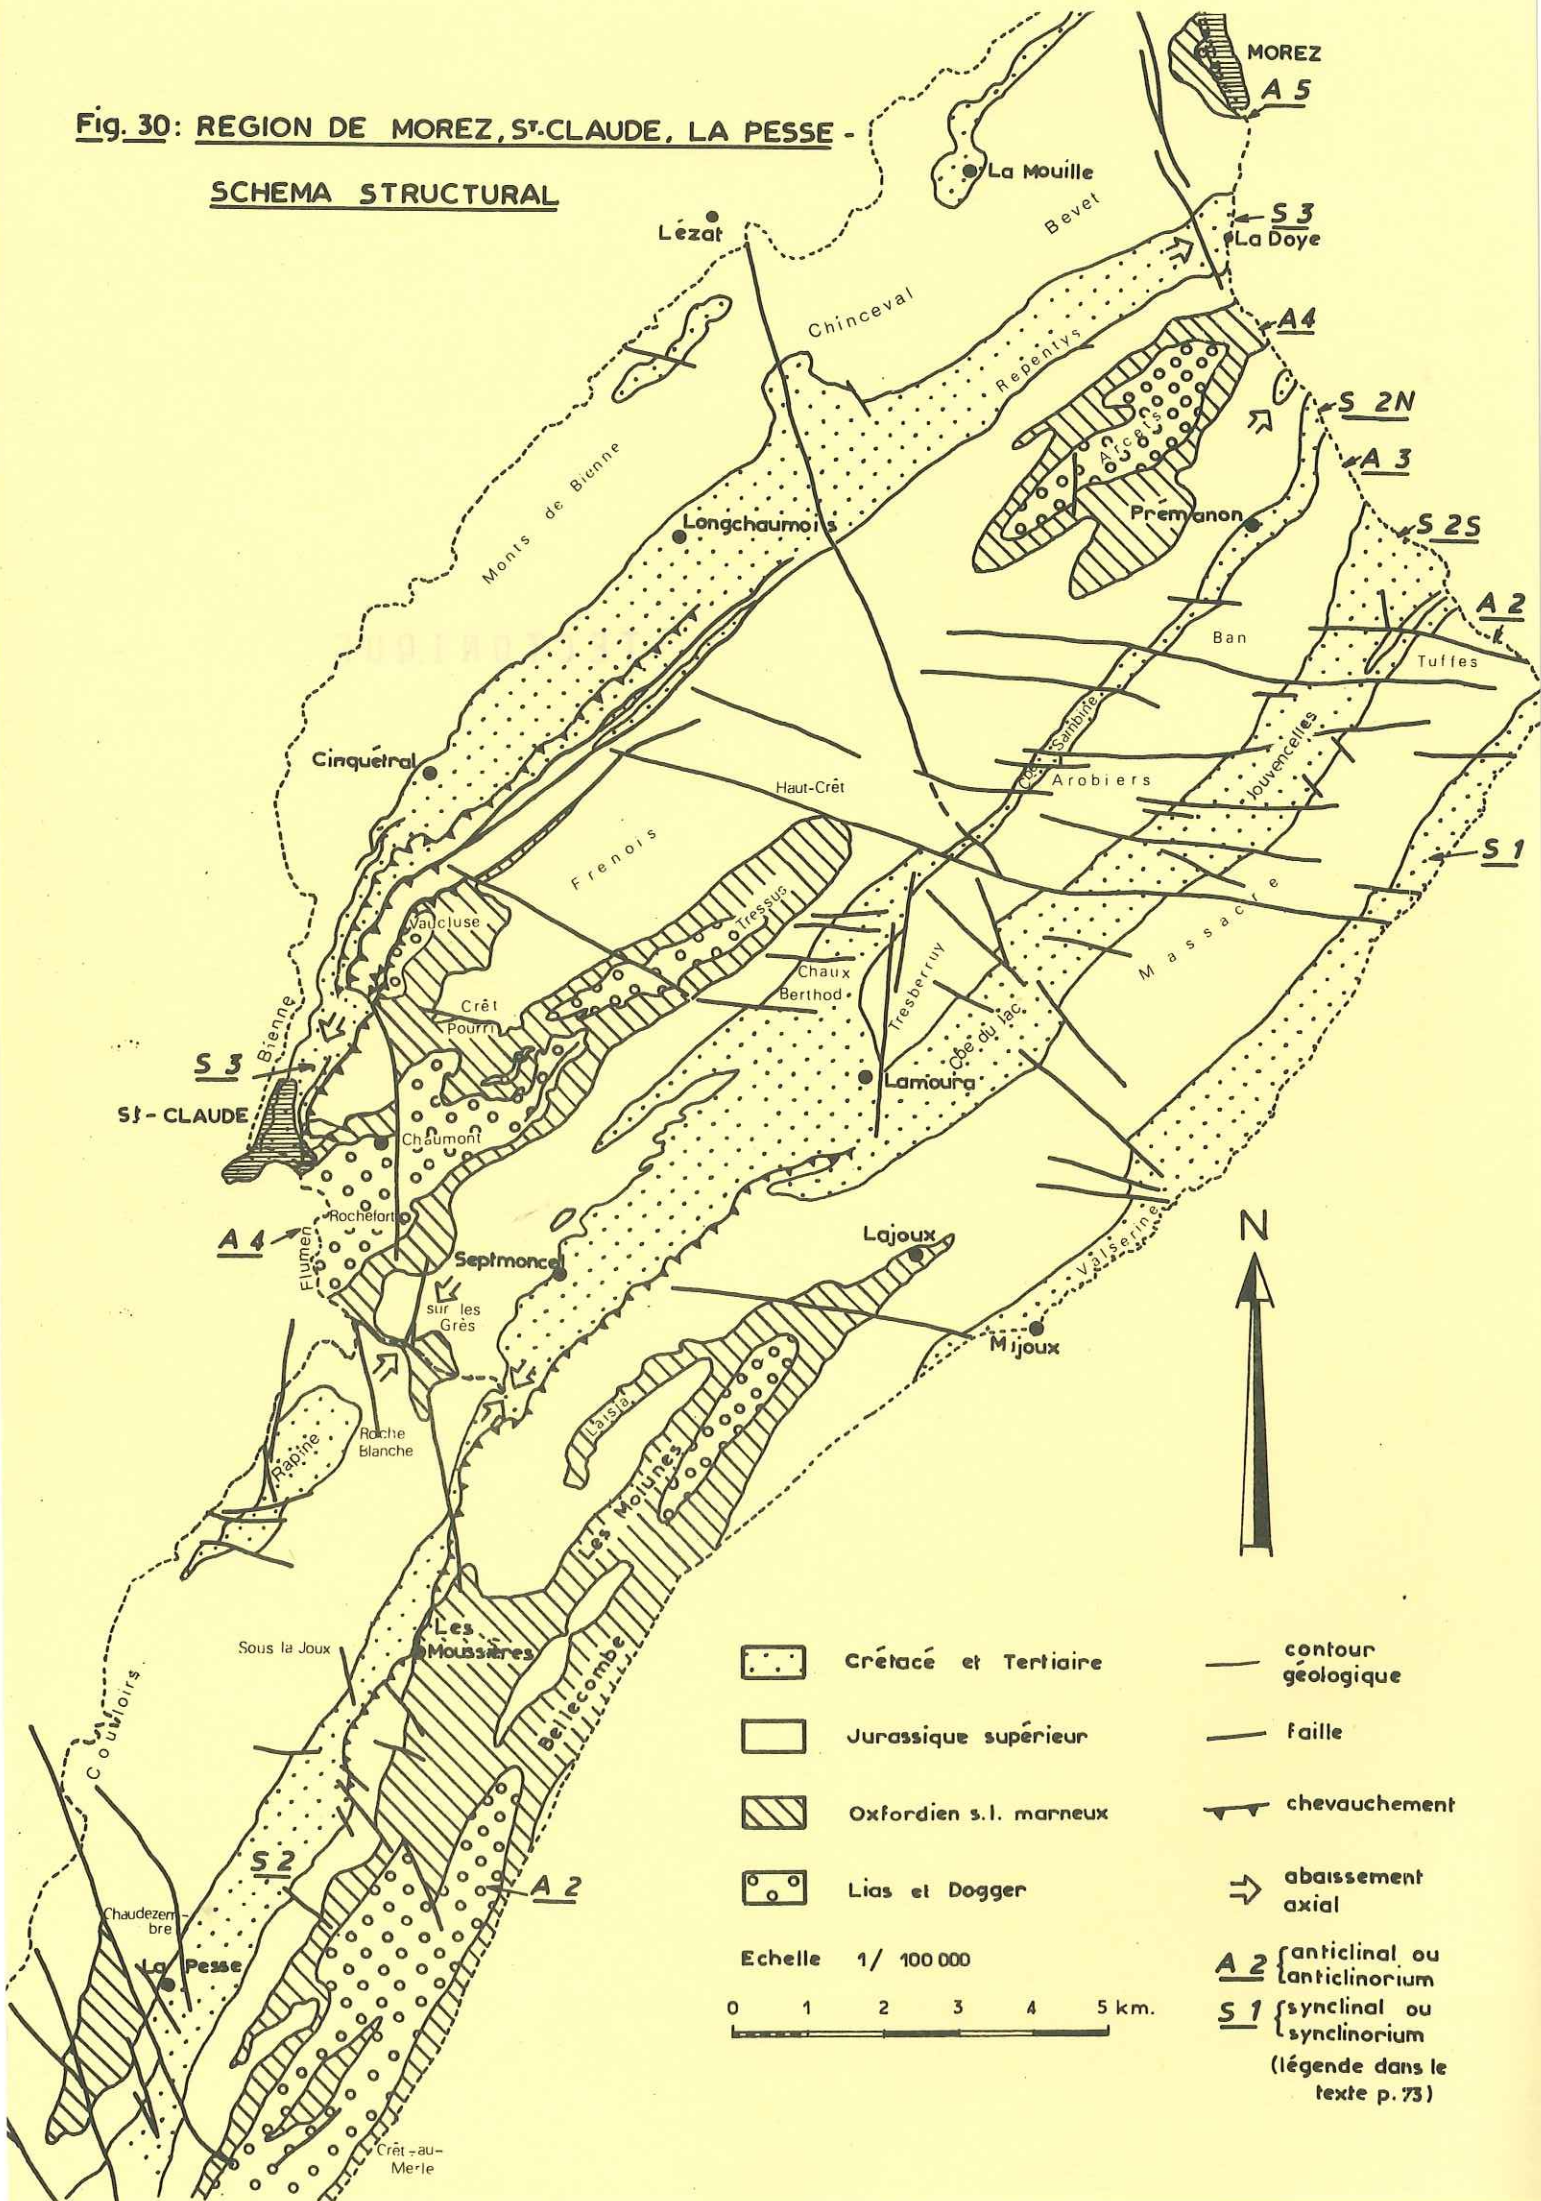 Fig. 30: REGION DE MOREZ, ST-CLAUDE, LA PESSE -
SCHEMA STRUCTURAL
MOREZ
A 5
La Mouille
Bevet
Lézat
S 3
La Doye
Chinceval
A4
Repentys
S 2N
Arcets
A 3
Monts de Bienne
Longchaumois
Prémanon
S 2S
A 2
Ban
Tuffes
Cinquétral
Haut-Crêt
Combe Sambine
Arobiers
Jouvencelles
S 1
Frenois
Massacre
Vaucluse
Tressus
Chaux
Berthod
Tresberruy
Crêt
Pourri
Cbe du lac
Bienne
S 3
Lamoura
St-CLAUDE
Chaumont
Rochefort
A 4
Flumen
Septmoncel
Lajoux
Valserine
N
sur les
Grès
Mijoux
Laisia
Roche
Blanche
Rapine
Les Molunes
Les
Moussières
Sous la Joux
Bellecombe
Couloirs
S 2
A 2
Chaudezem-
bre
La Pesse
Crêt-au-
Merle
Crétacé et Tertiaire
Jurassique supérieur
Oxfordien s.l. marneux
Lias et Dogger
Echelle 1/ 100 000
0 1 2 3 4 5 km.
contour
géologique
faille
chevauchement
abaissement
axial
A 2 {anticlinal ou
anticlinorium
S 1 {synclinal ou
synclinorium
(légende dans le
texte p. 73)